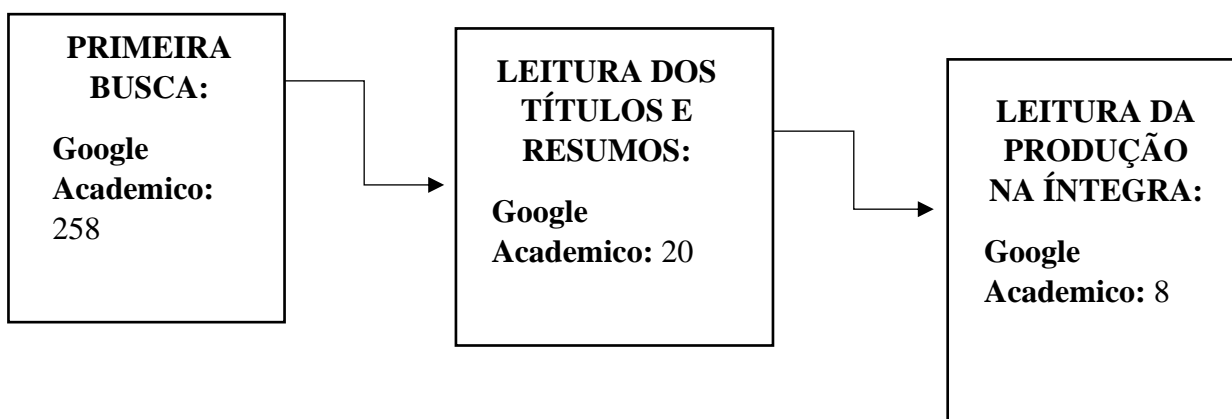 PRIMEIRA
BUSCA:
Google
Academico:
258
LEITURA DOS
TÍTULOS E
RESUMOS:
Google
Academico: 20
LEITURA DA
PRODUÇÃO
NA ÍNTEGRA:
Google
Academico: 8